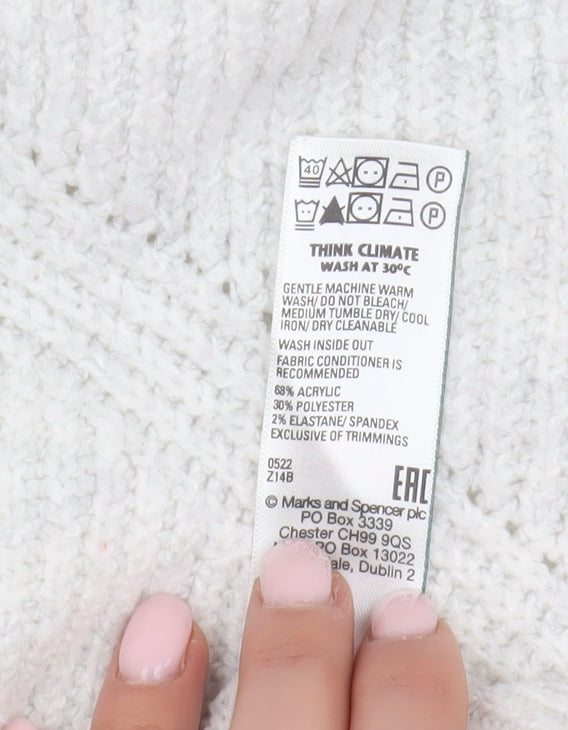 40 P
P
THINK CLIMATE
WASH AT 30ºC
GENTLE MACHINE WARM
WASH/ DO NOT BLEACH/
MEDIUM TUMBLE DRY/ COOL
IRON/ DRY CLEANABLE
WASH INSIDE OUT
FABRIC CONDITIONER IS
RECOMMENDED
68% ACRYLIC
30% POLYESTER
2% ELASTANE/ SPANDEX
EXCLUSIVE OF TRIMMINGS
0522
Z14B
EAC
© Marks and Spencer plc
PO Box 3339
Chester CH99 9QS
PO Box 13022
Dublin 2